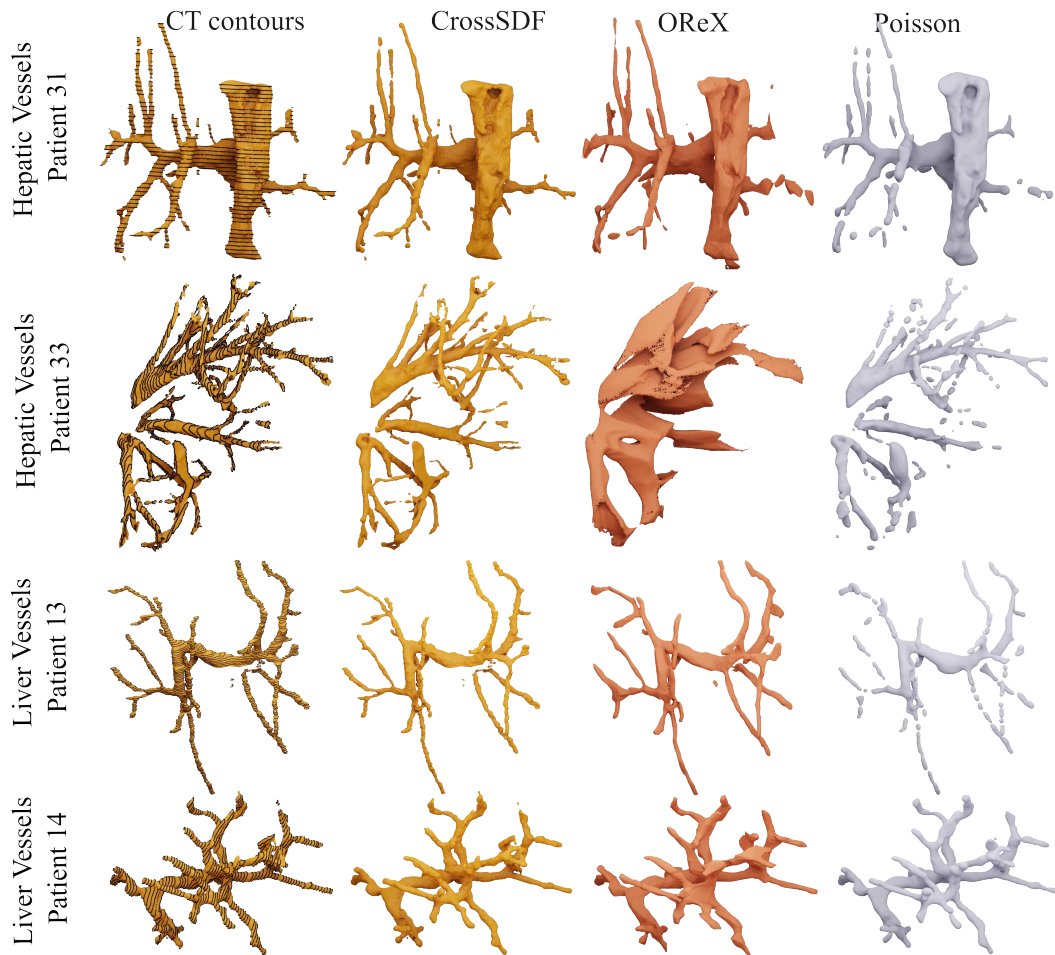 CT contours
CrossSDF
OReX
Poisson
Hepatic Vessels
Patient 31
Hepatic Vessels
Patient 33
Liver Vessels
Patient 13
Liver Vessels
Patient 14